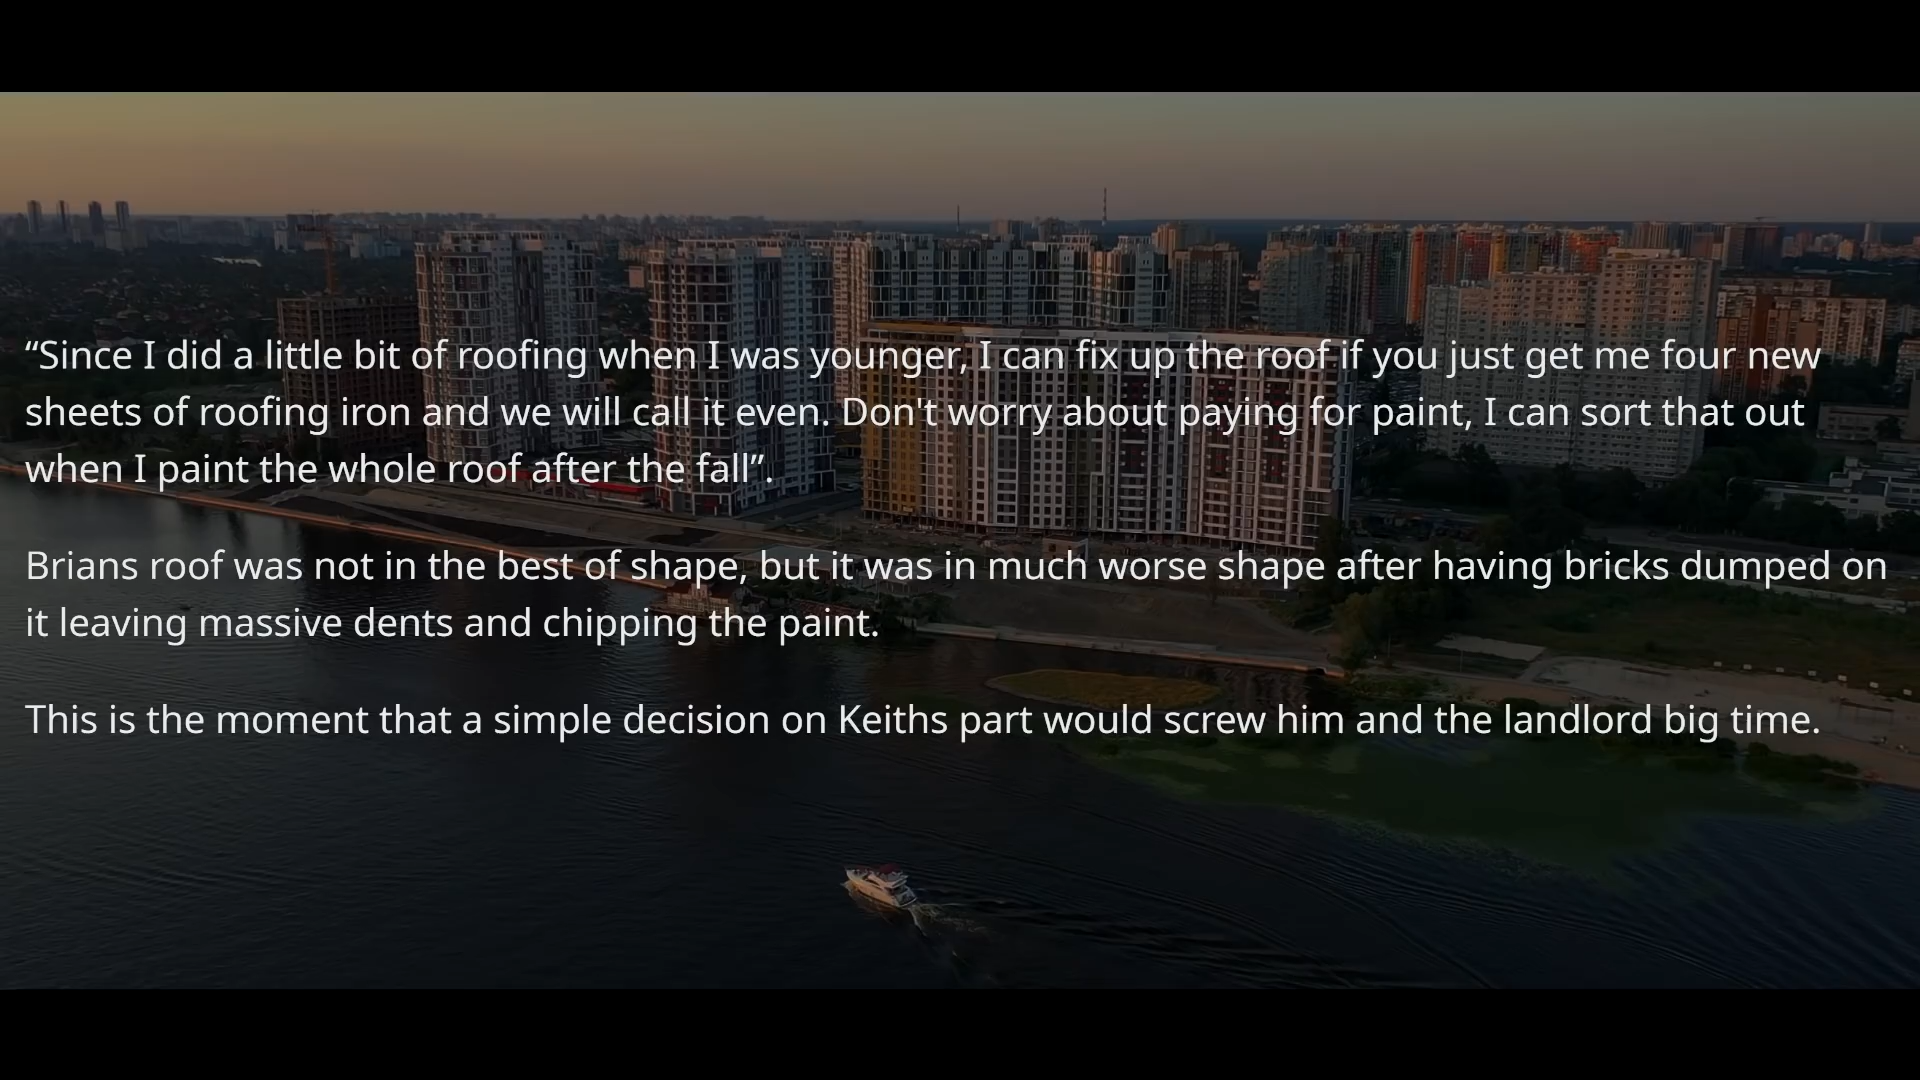 “Since I did a little bit of roofing when I was younger, I can fix up the roof if you just get me four new
sheets of roofing iron and we will call it even. Don't worry about paying for paint, I can sort that out
when I paint the whole roof after the fall”.
Brians roof was not in the best of shape, but it was in much worse shape after having bricks dumped on
it leaving massive dents and chipping the paint.
This is the moment that a simple decision on Keiths part would screw him and the landlord big time.